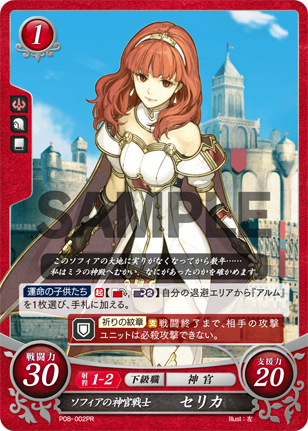 1
SAMPLE
このソフィアの大地に実りがなくなってから数年……
私はミラの神殿へむかい、なにがあったのかを確かめます。
運命の子供たち 起【、2】自分の退避エリアから『アルム』
を1枚選び、手札に加える。
祈りの紋章 支 戦闘終了まで、相手の攻撃
ユニットは必殺攻撃できない。
戦闘力
30
射程 1-2 下級職 神官
支援力
20
ソフィアの神官戦士 セリカ
P08-002PR
Illust：左